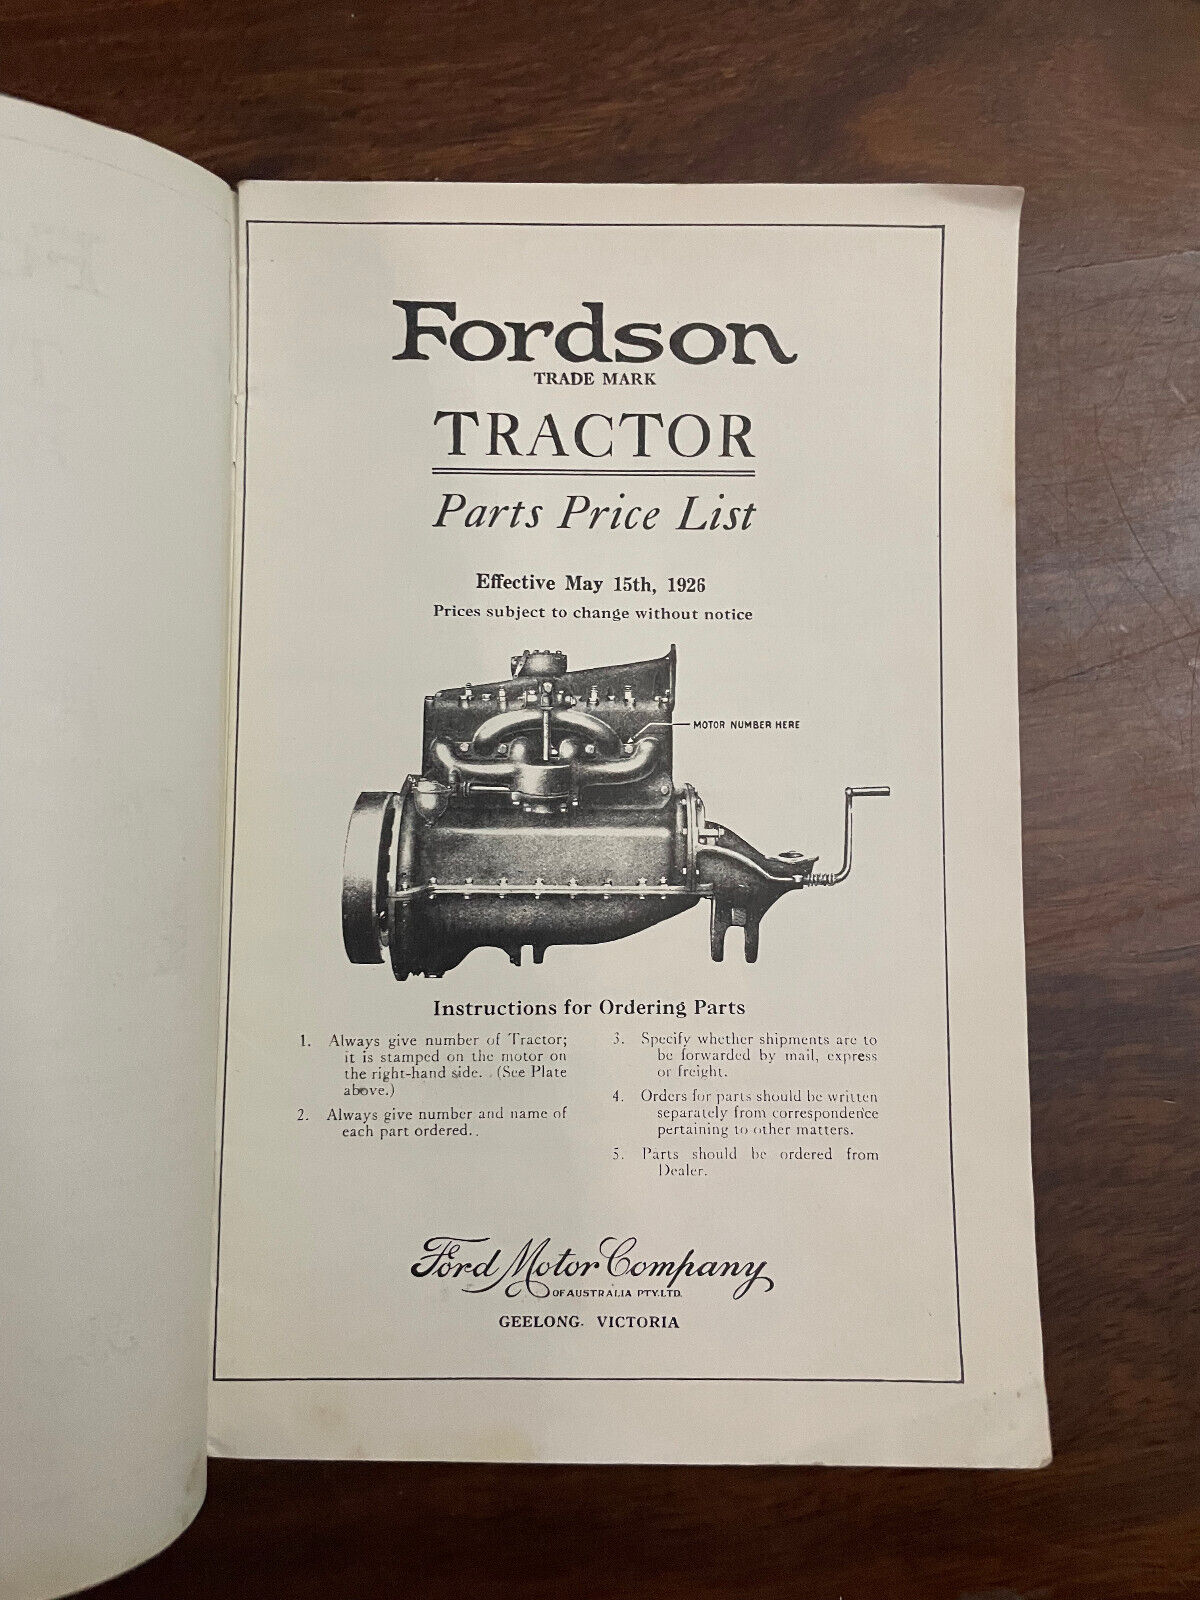 Fordson
TRADE MARK
TRACTOR
Parts Price List
Effective May 15th, 1926
Prices subject to change without notice
MOTOR NUMBER HERE
Instructions for Ordering Parts
1. Always give number of Tractor;
it is stamped on the motor on
the right-hand side. (See Plate
above.)
2. Always give number and name of
each part ordered..
3. Specify whether shipments are to
be forwarded by mail, express
or freight.
4. Orders for parts should be written
separately from correspondence
pertaining to other matters.
5. Parts should be ordered from
Dealer.
Ford Motor Company
OF AUSTRALIA PTY. LTD.
GEELONG. VICTORIA